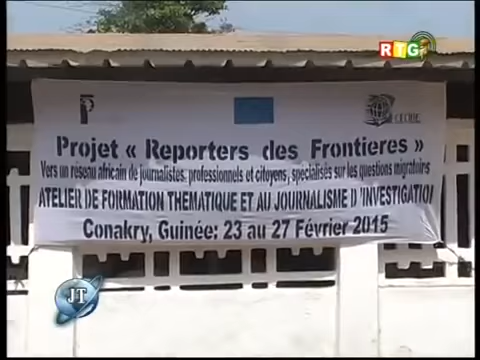 RTG
Projet « Reporters des Frontieres »
Vers un réseau africain de journalistes, professionnels et citoyens, spécialisés sur les questions migratoires
ATELIER DE FORMATION THEMATIQUE ET AU JOURNALISME D'INVESTIGATION
Conakry, Guinée: 23 au 27 Février 2015
JT